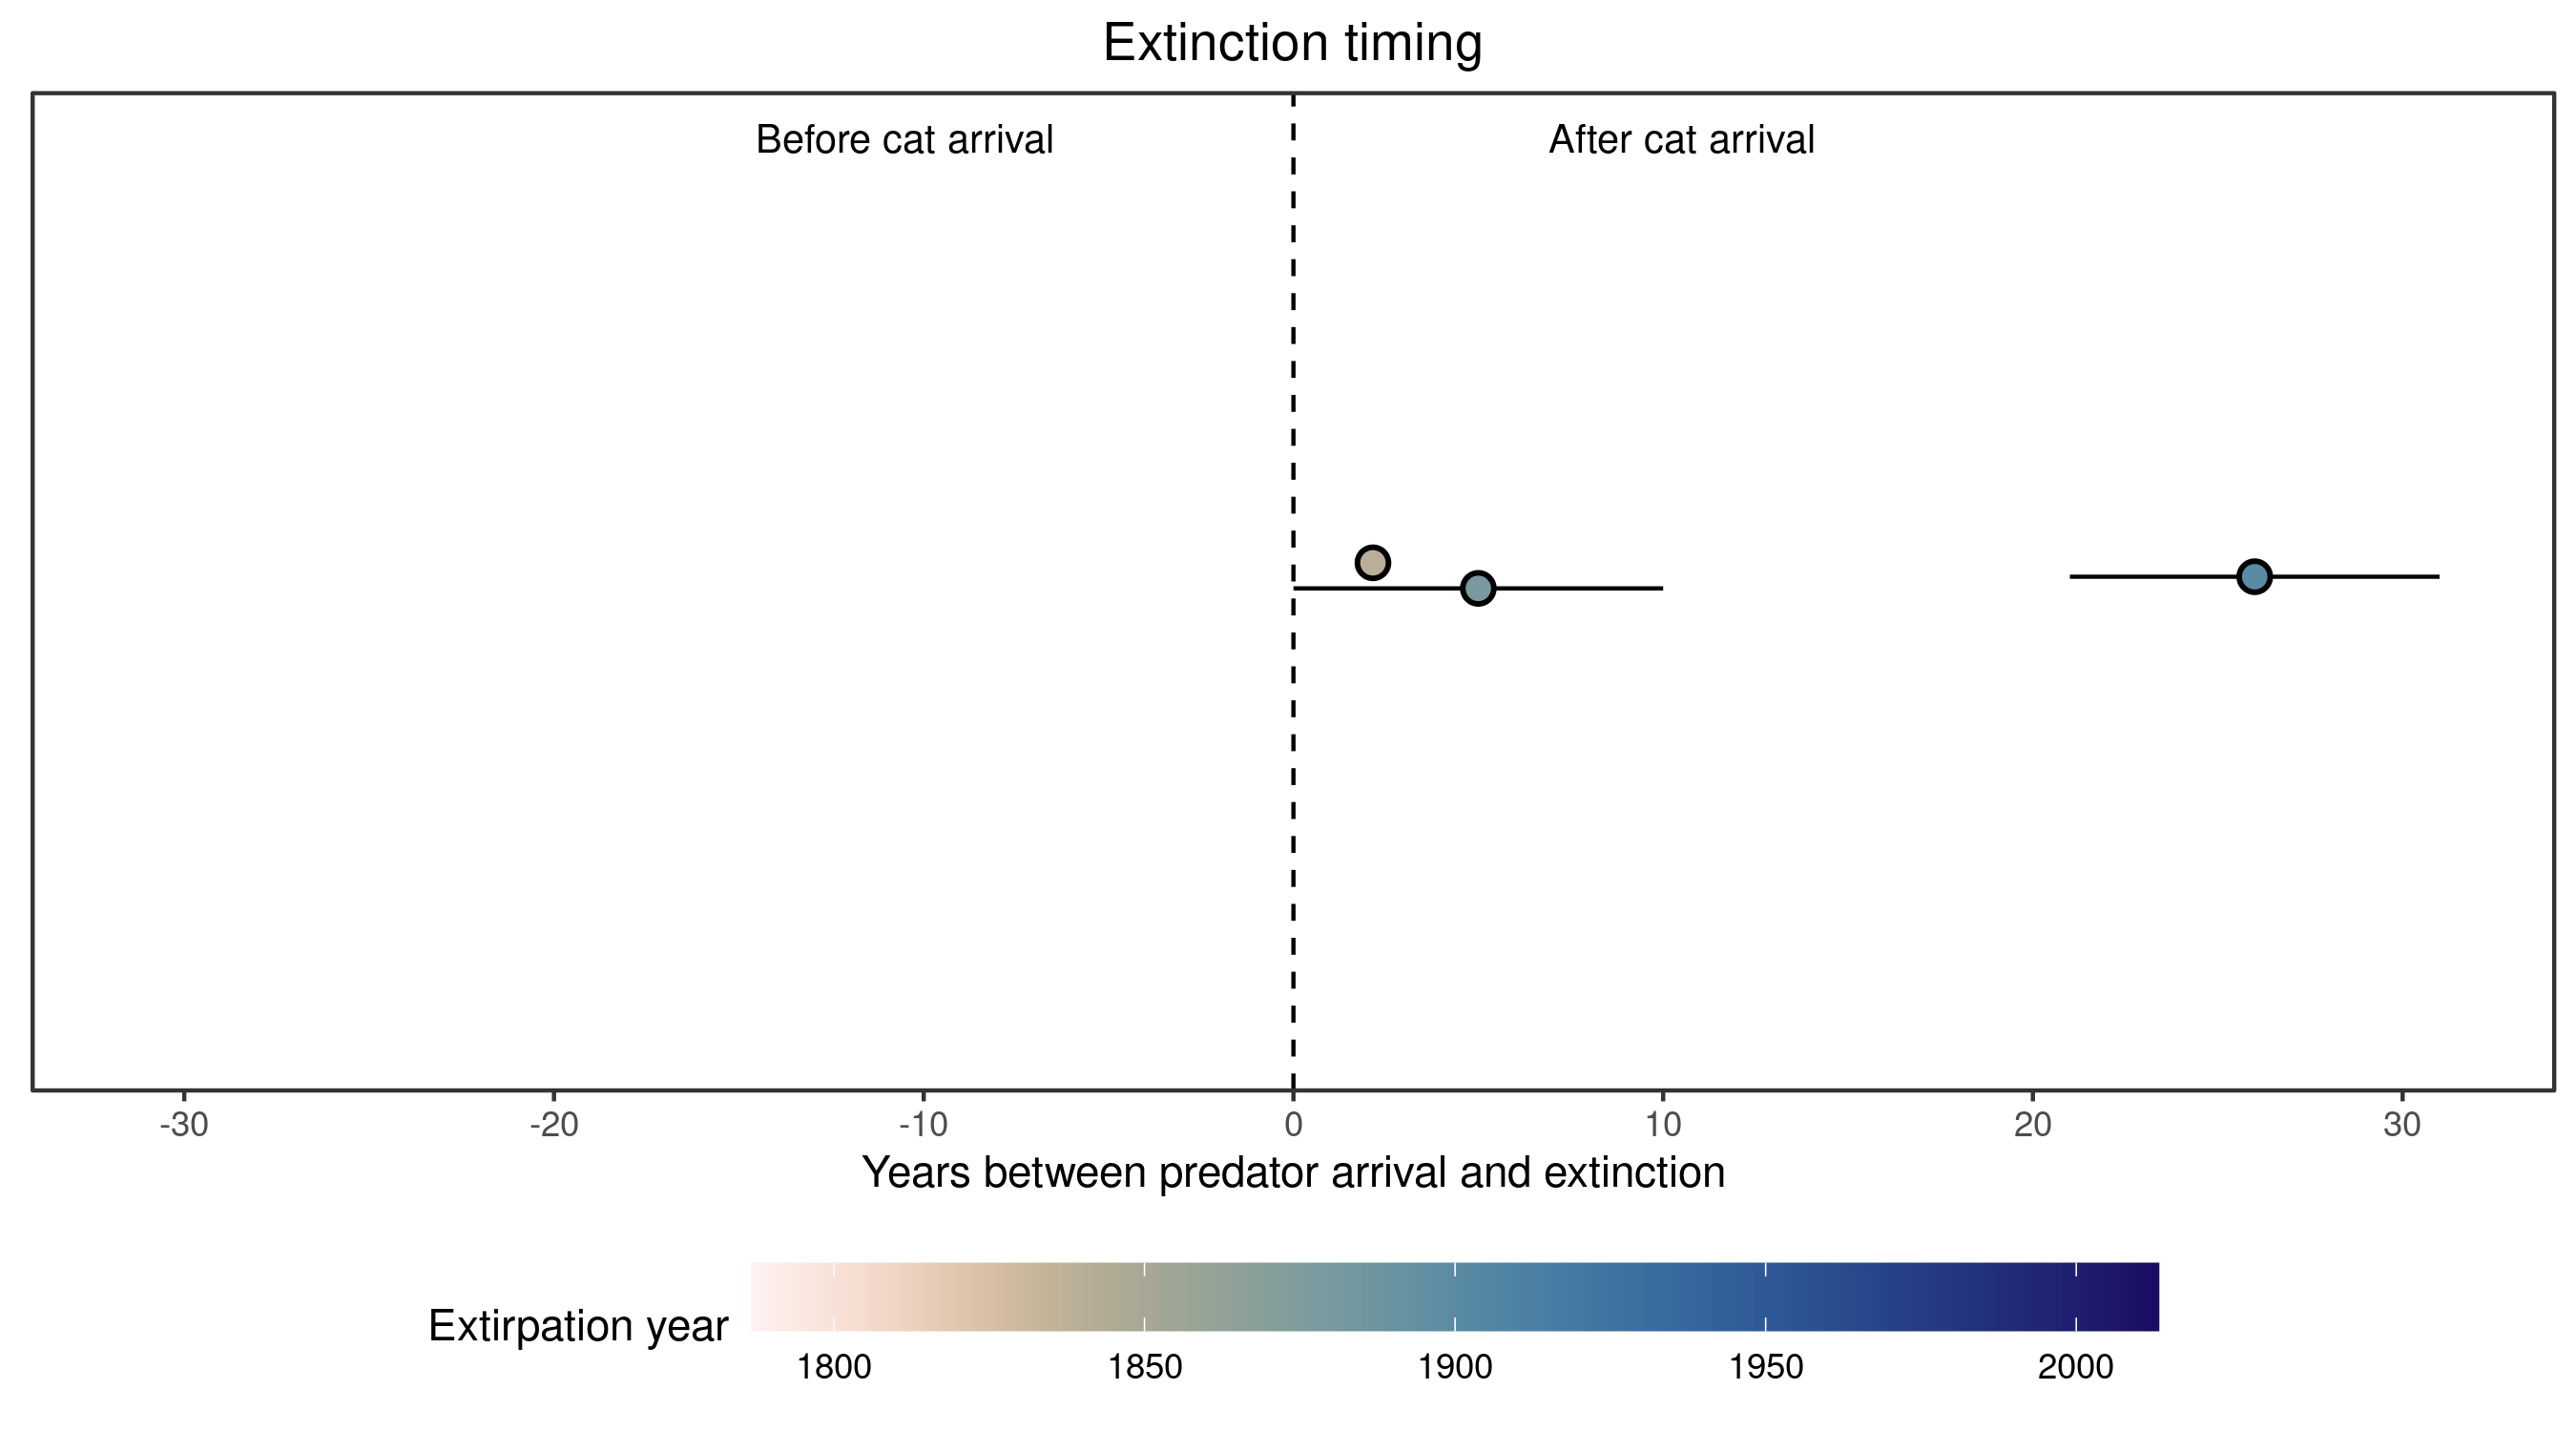 Extinction timing
Before cat arrival
After cat arrival
-30
-20
-10
0
10
20
30
Years between predator arrival and extinction
Extirpation year
1800
1850
1900
1950
2000